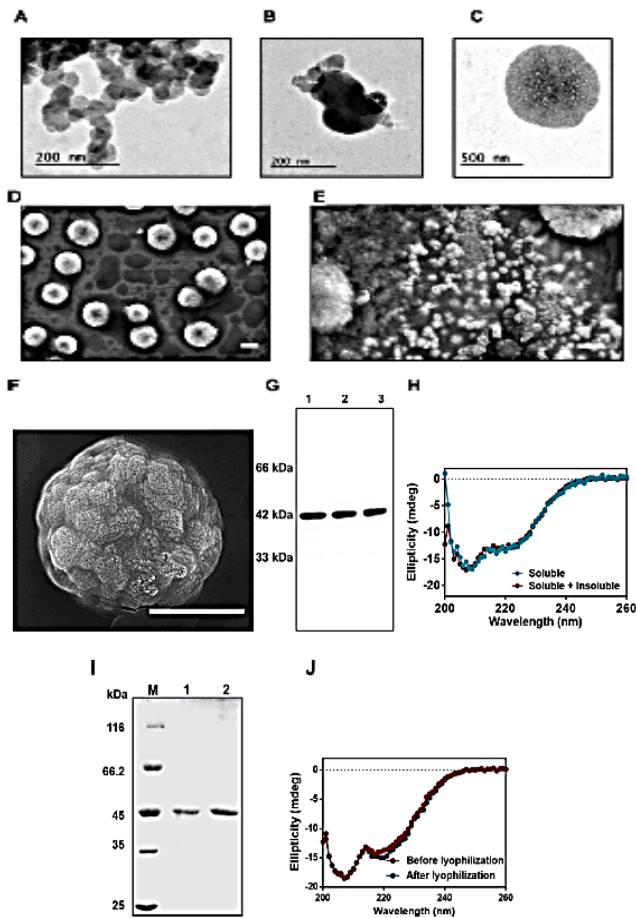 A B C
200 nm
200 nm
500 nm
D E
F G H
1 2 3
66 kDa
42 kDa
33 kDa
Ellipticity (mdeg)
0
-5
-10
-15
-20
Soluble
Soluble + Insoluble
200 220 240 260
Wavelength (nm)
I J
kDa M 1 2
116
66.2
45
35
25
Ellipticity (mdeg)
0
-5
-10
-15
-20
Before lyophilization
After lyophilization
200 220 240 260
Wavelength (nm)